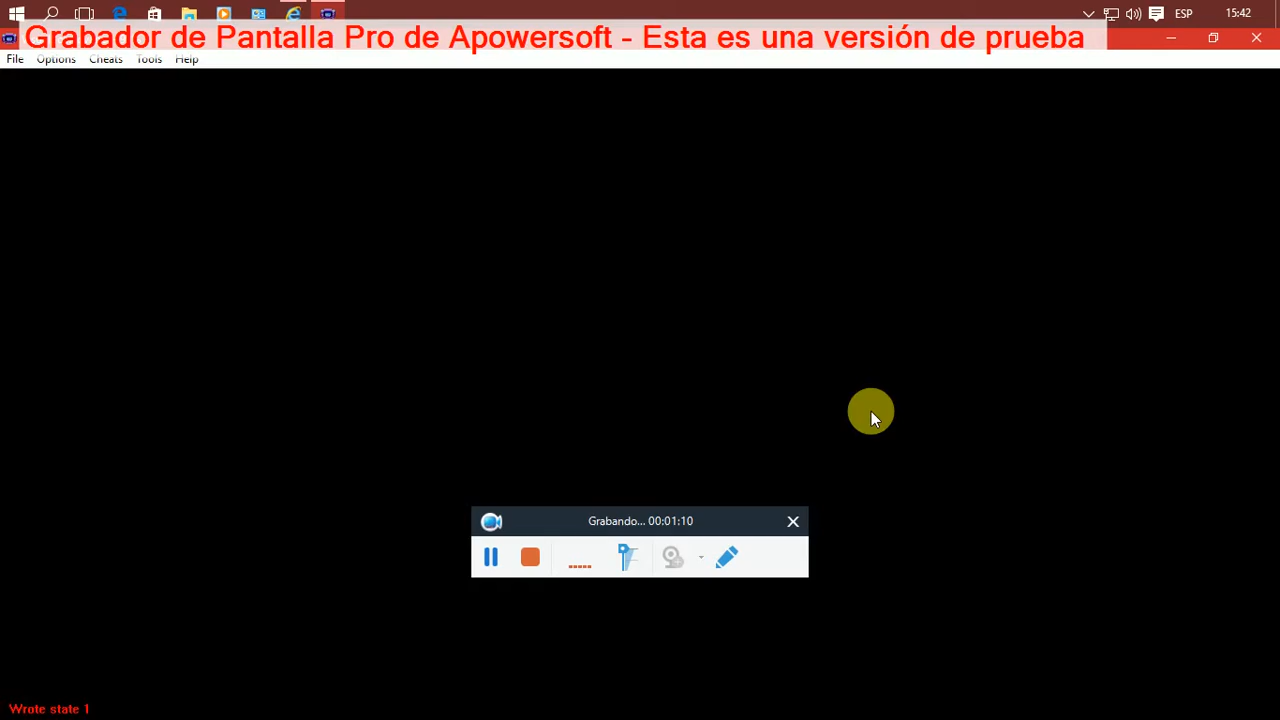 ESP 15:42
Grabador de Pantalla Pro de Apowersoft - Esta es una versión de prueba
File Options Cheats Tools Help
Grabando... 00:01:10
Wrote state 1